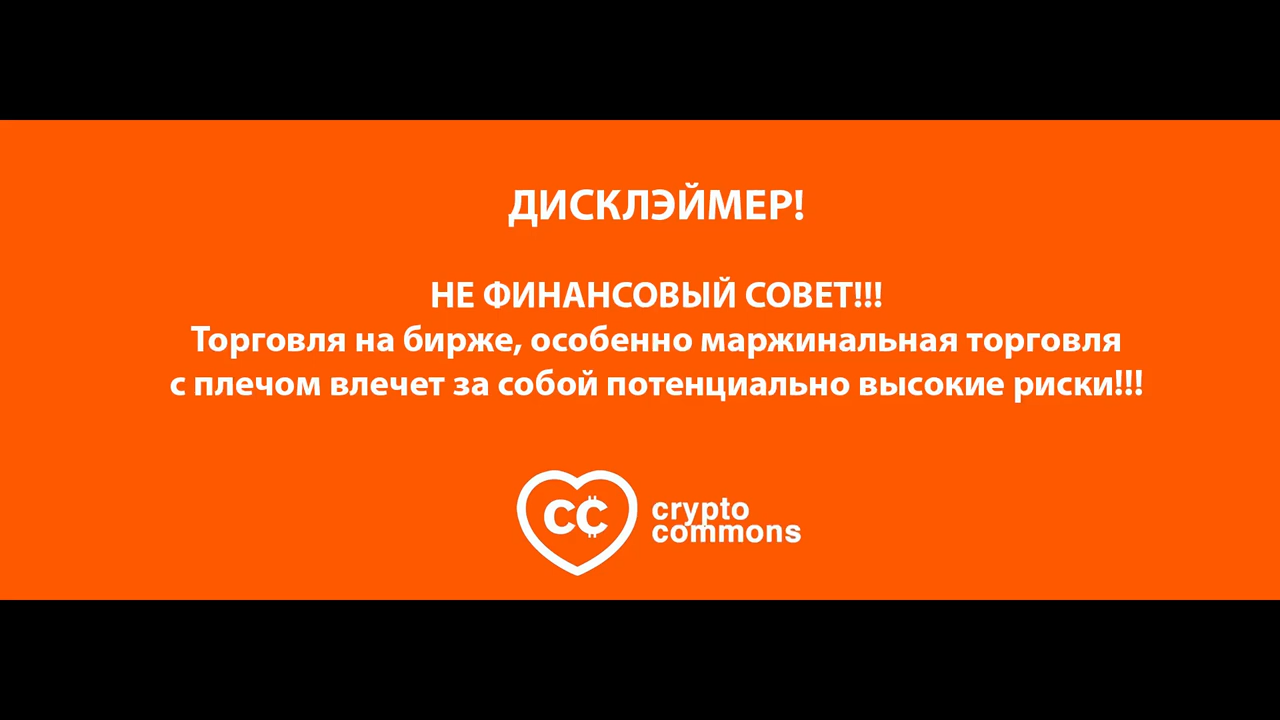 ДИСКЛЭЙМЕР!
НЕ ФИНАНСОВЫЙ СОВЕТ!!!
Торговля на бирже, особенно маржинальная торговля
с плечом влечет за собой потенциально высокие риски!!!
CC
crypto
commons